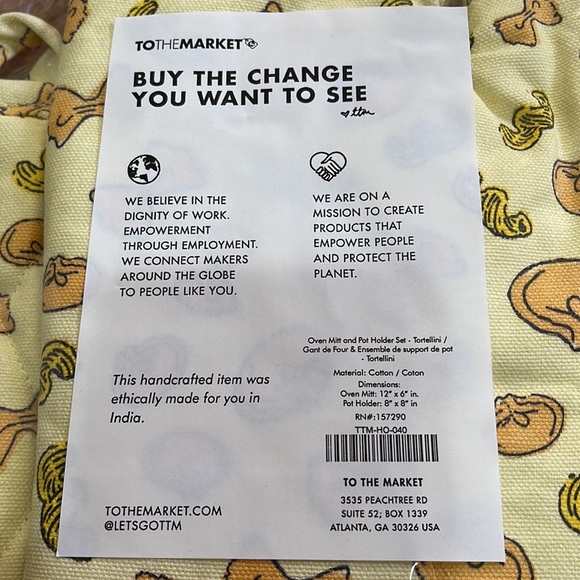 TOTHEMARKET
BUY THE CHANGE
YOU WANT TO SEE
ttm
WE BELIEVE IN THE
DIGNITY OF WORK.
EMPOWERMENT
THROUGH EMPLOYMENT.
WE CONNECT MAKERS
AROUND THE GLOBE
TO PEOPLE LIKE YOU.
WE ARE ON A
MISSION TO CREATE
PRODUCTS THAT
EMPOWER PEOPLE
AND PROTECT THE
PLANET.
This handcrafted item was
ethically made for you in
India.
Oven Mitt and Pot Holder Set - Tortellini /
Gant de Four & Ensemble de support de pot
- Tortellini
Material: Cotton / Coton
Dimensions:
Oven Mitt: 12" x 6" in.
Pot Holder: 8" x 8" in.
RN#:157290
TTM-HO-040
TO THE MARKET
3535 PEACHTREE RD
SUITE 52; BOX 1339
ATLANTA, GA 30326 USA
TOTHEMARKET.COM
@LETSGOTTM